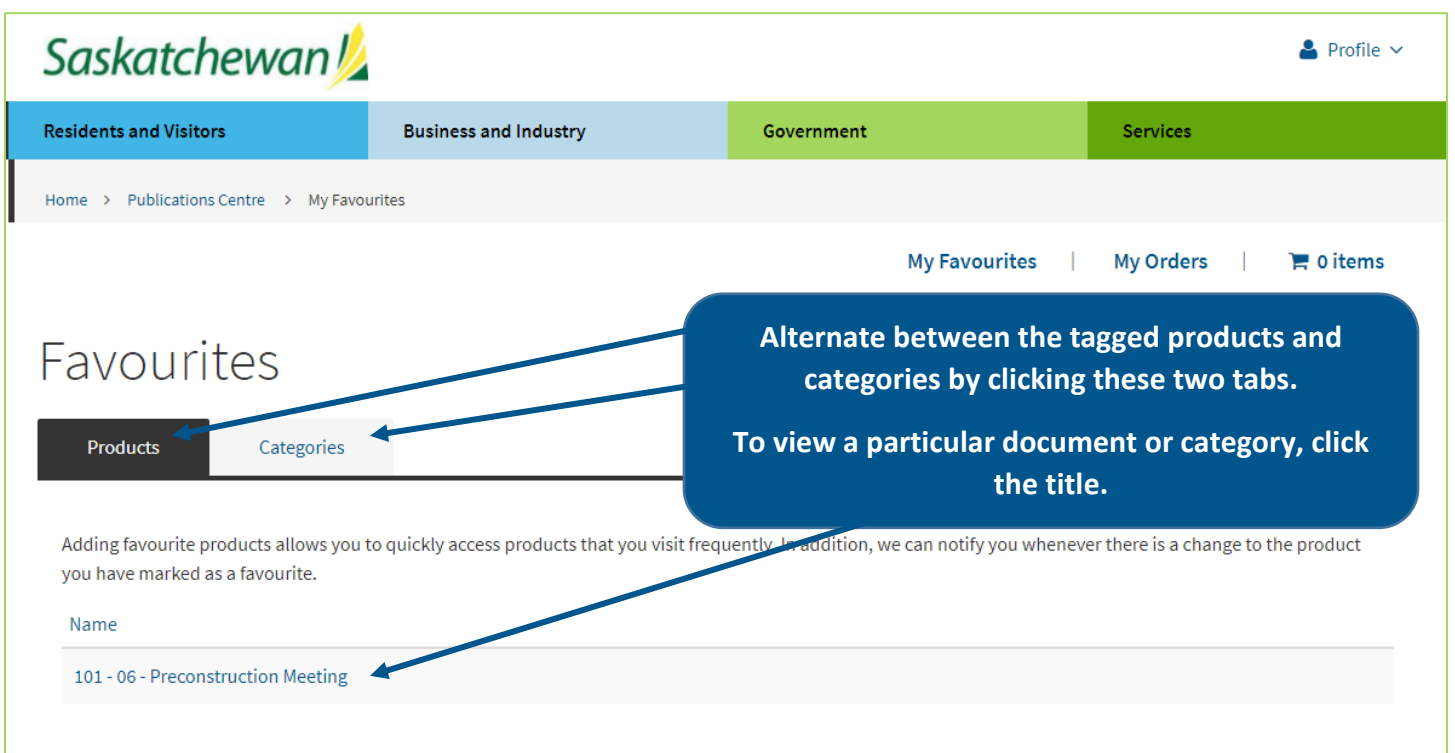 Saskatchewan
Profile
Residents and Visitors
Business and Industry
Government
Services
Home > Publications Centre > My Favourites
My Favourites | My Orders | 0 items
Favourites
Alternate between the tagged products and
categories by clicking these two tabs.
To view a particular document or category, click
the title.
Products
Categories
Adding favourite products allows you to quickly access products that you visit frequently. In addition, we can notify you whenever there is a change to the product
you have marked as a favourite.
Name
101 - 06 - Preconstruction Meeting